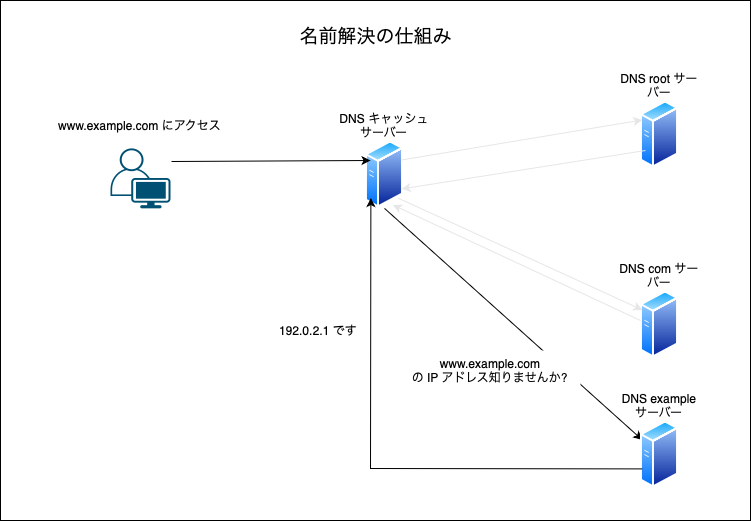 名前解決の仕組み
DNS root サー
バー
www.example.com にアクセス
DNS キャッシュ
サーバー
DNS com サー
バー
192.0.2.1 です
www.example.com
の IP アドレス知りませんか?
DNS example
サーバー